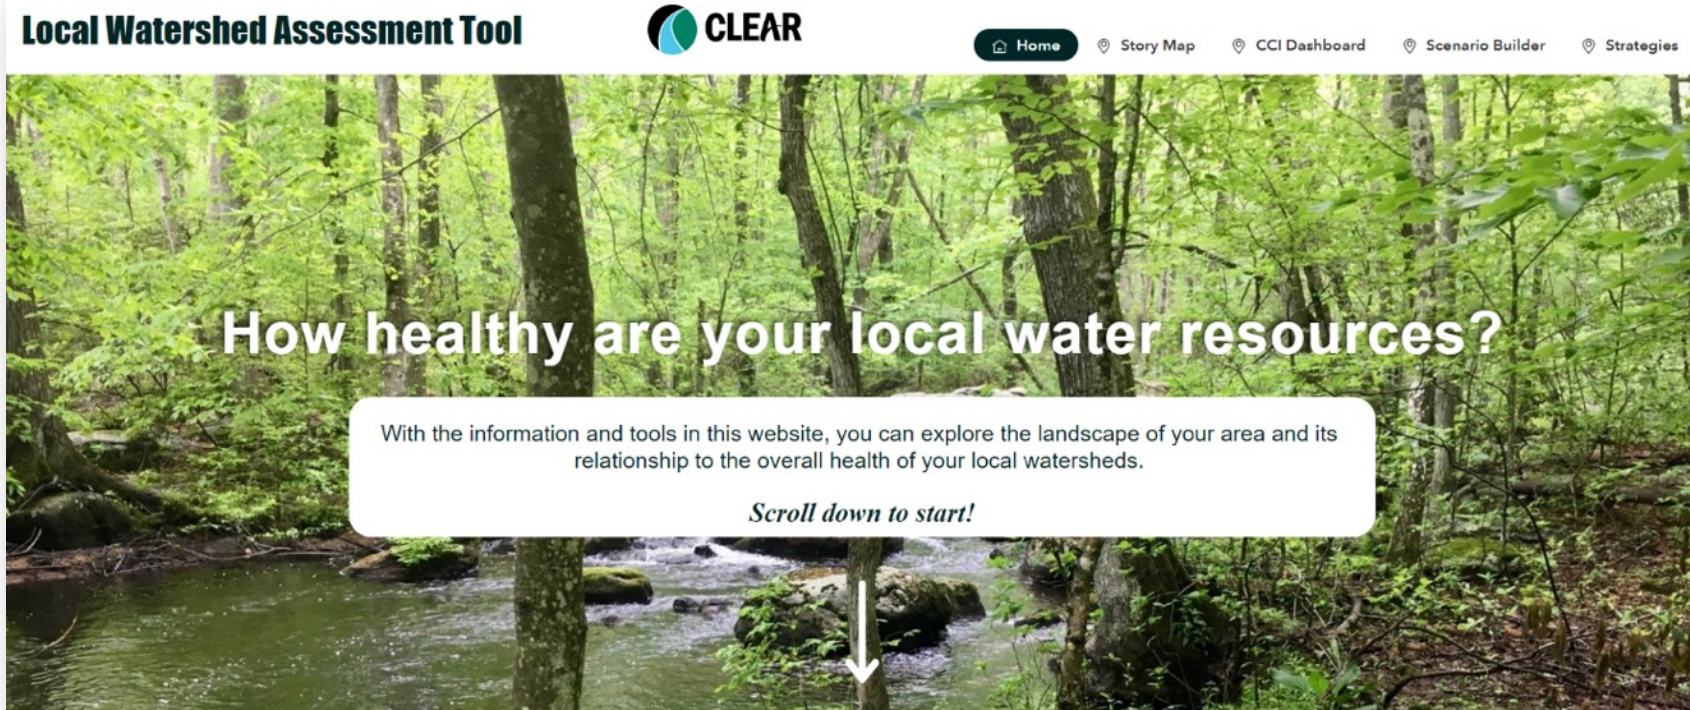 Local Watershed Assessment Tool
CLEAR
Home
Story Map
CCI Dashboard
Scenario Builder
Strategies
How healthy are your local water resources?
With the information and tools in this website, you can explore the landscape of your area and its
relationship to the overall health of your local watersheds.
Scroll down to start!